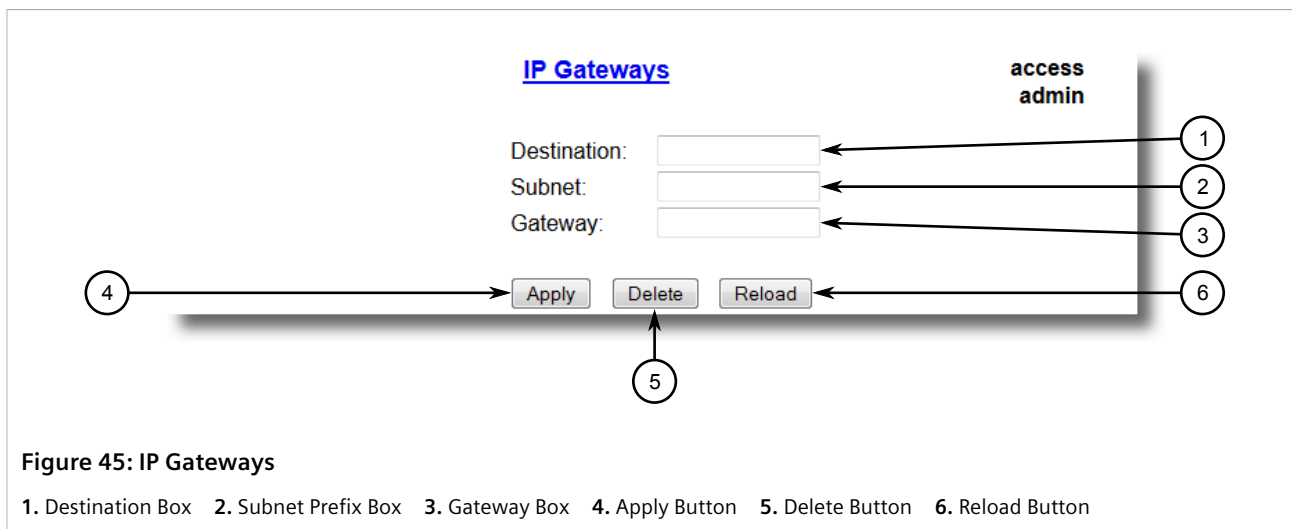 IP Gateways
access
admin
Destination:
1
Subnet:
2
Gateway:
3
4
Apply Delete Reload
6
5
Figure 45: IP Gateways
1. Destination Box 2. Subnet Prefix Box 3. Gateway Box 4. Apply Button 5. Delete Button 6. Reload Button